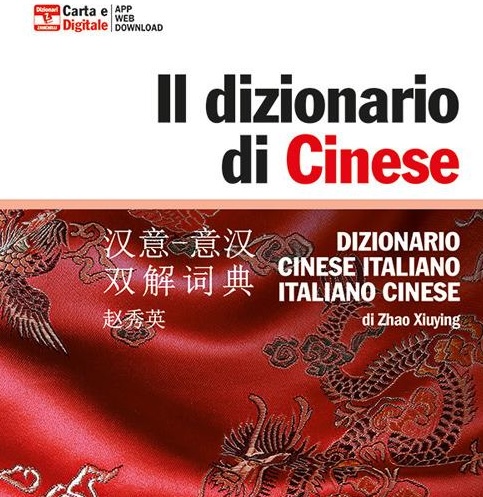 Dizionari
ZANICHELLI
Carta e
Digitale
APP
WEB
DOWNLOAD
Il dizionario
di Cinese
汉意-意汉
双解词典
赵秀英
DIZIONARIO
CINESE ITALIANO
ITALIANO CINESE
di Zhao Xiuying